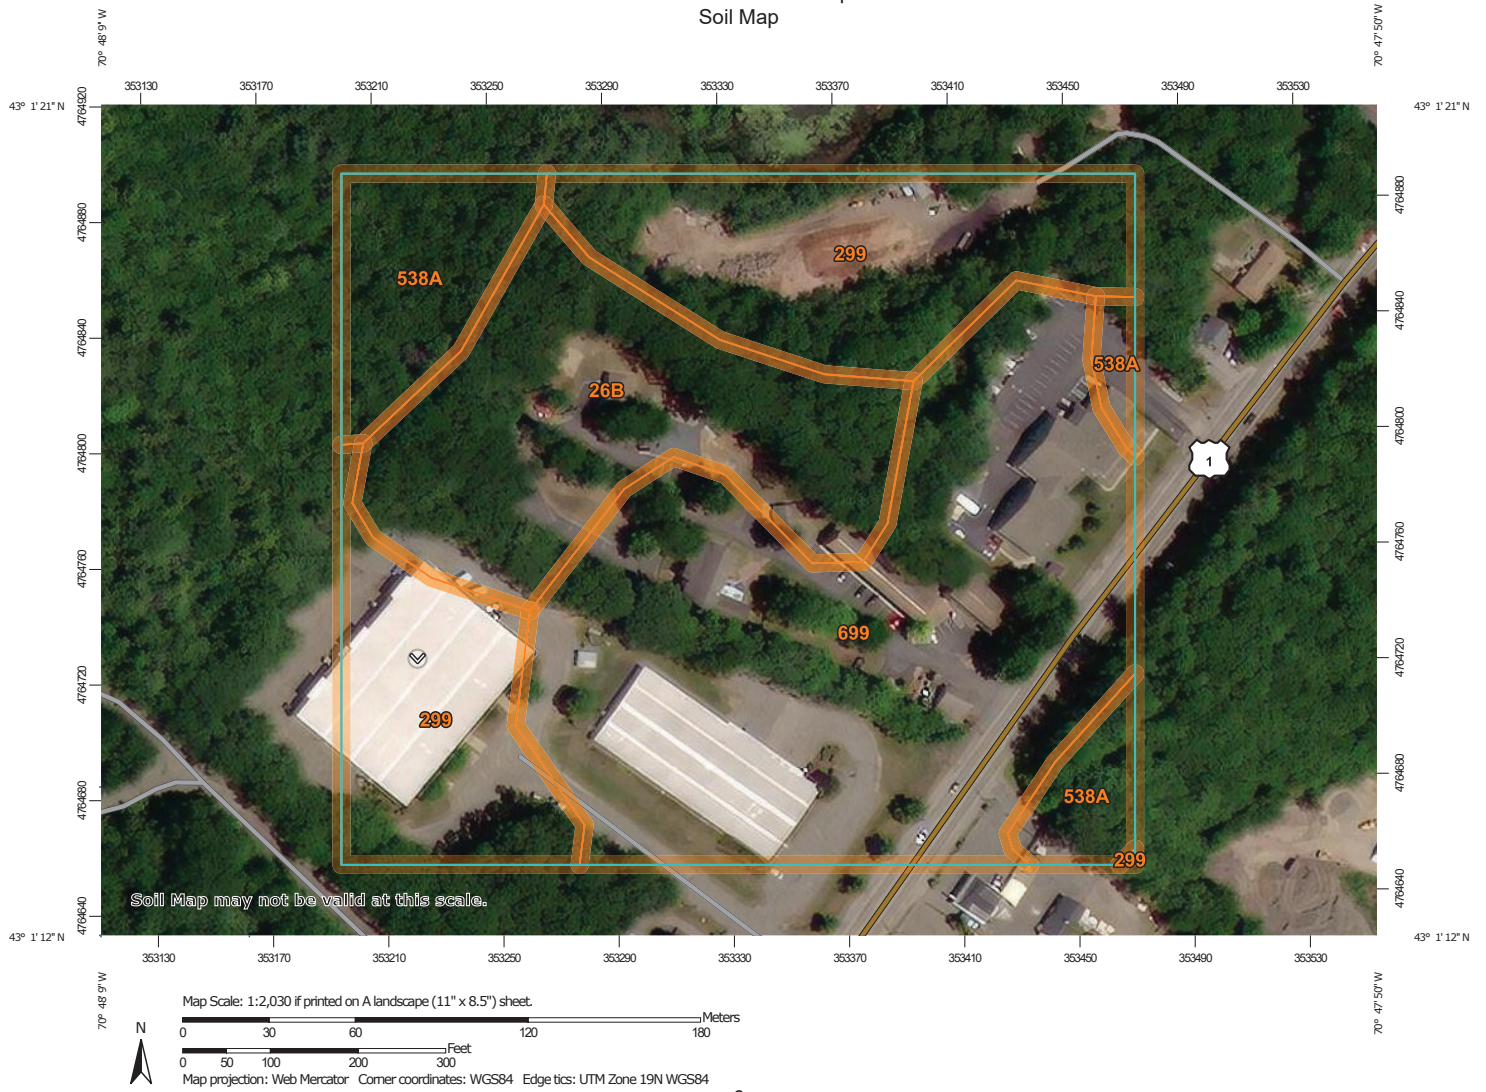 Soil Map
70° 48' 9" W
70° 47' 50" W
353130 353170 353210 353250 353290 353330 353370 353410 353450 353490 353530
43° 1' 21" N
43° 1' 21" N
4764920
4764880
4764840
4764800
4764760
4764720
4764680
4764640
4764880
4764840
4764800
4764760
4764720
4764680
4764640
299
538A
538A
26B
1
699
299
538A
299
Soil Map may not be valid at this scale.
43° 1' 12" N
43° 1' 12" N
353130 353170 353210 353250 353290 353330 353370 353410 353450 353490 353530
70° 48' 9" W
70° 47' 50" W
Map Scale: 1:2,030 if printed on A landscape (11" x 8.5") sheet.
N
Meters
0 30 60 120 180
Feet
0 50 100 200 300
Map projection: Web Mercator Corner coordinates: WGS84 Edge tics: UTM Zone 19N WGS84